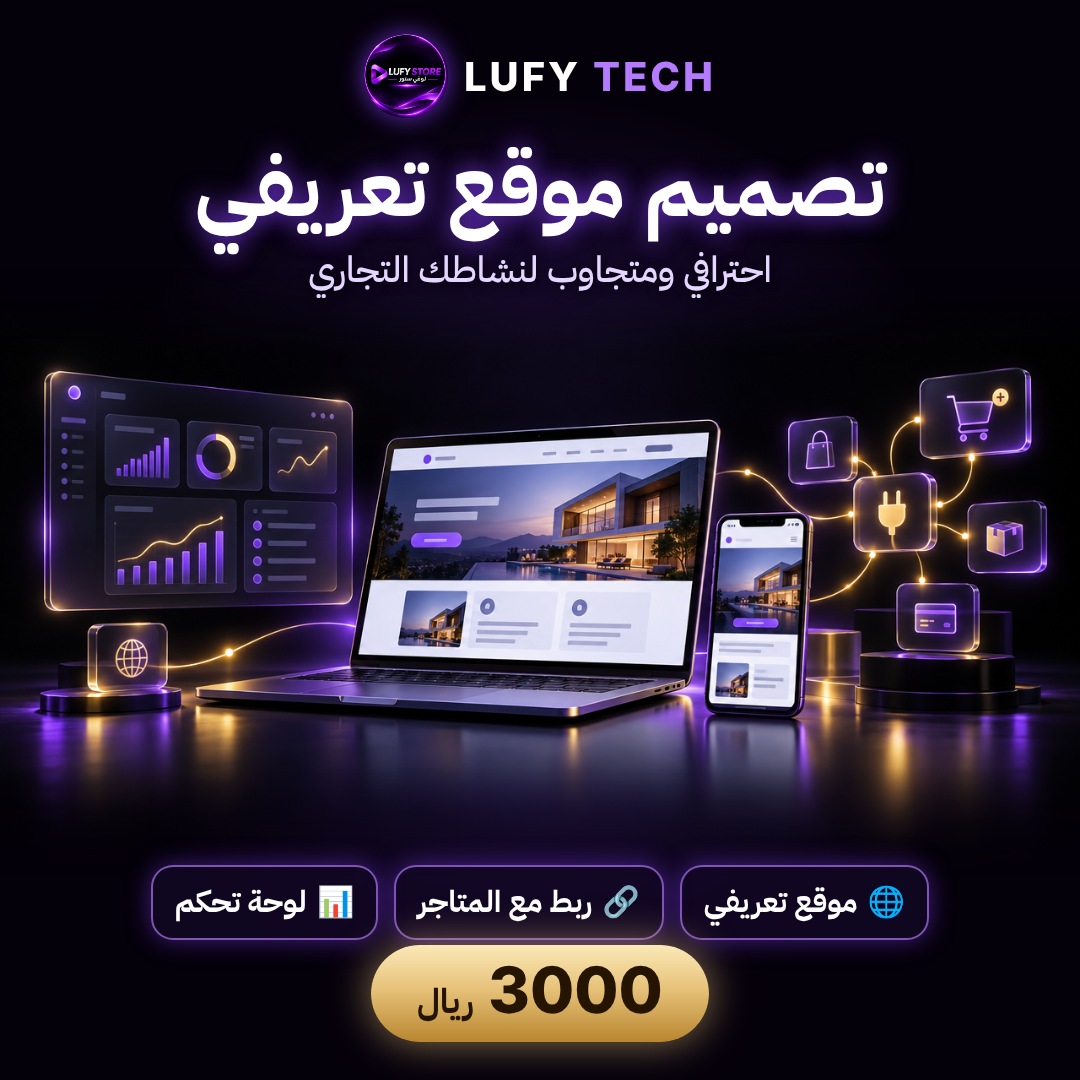 LUFY STORE
لوفي ستور
LUFY TECH
تصميم موقع تعريفي
احترافي ومتجاوب لنشاطك التجاري
موقع تعريفي
ربط مع المتاجر
لوحة تحكم
3000 ريال